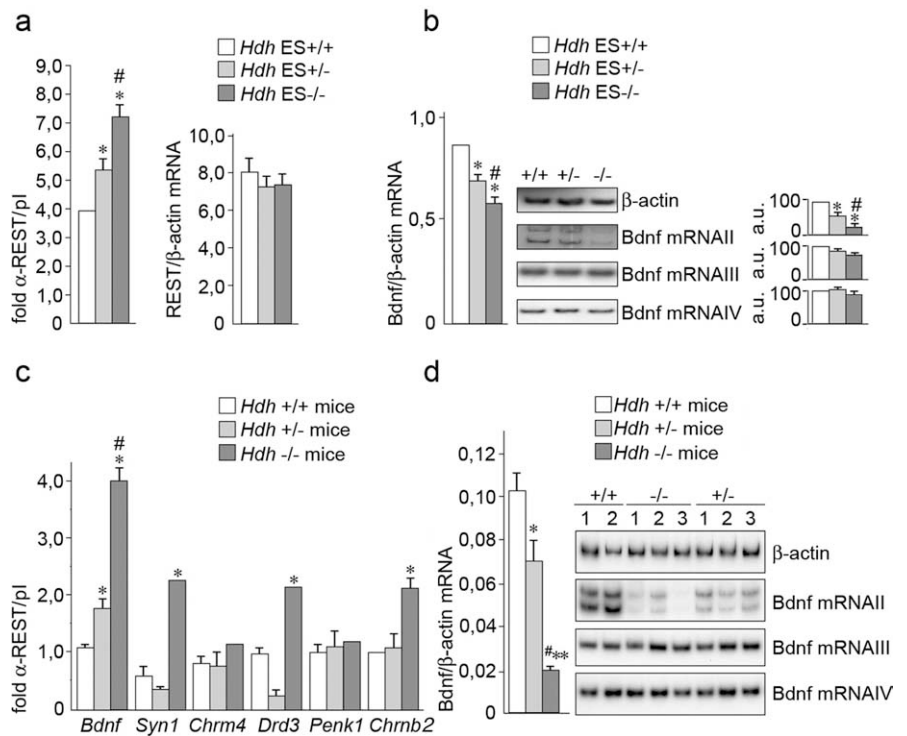 a
Hdh ES+/+
Hdh ES+/-
Hdh ES-/-
fold α-REST/pl
9,0
8,0
7,0
6,0
5,0
4,0
3,0
2,0
1,0
0
*
#
*
REST/β-actin mRNA
10,0
8,0
6,0
4,0
2,0
0
b
Hdh ES+/+
Hdh ES+/-
Hdh ES-/-
Bdnf/β-actin mRNA
1,0
0,5
0
*
#
*
+/+ +/- -/-
β-actin
Bdnf mRNAII
Bdnf mRNAIII
Bdnf mRNAIV
a.u.
100
0
*
#
*
a.u.
100
0
a.u.
100
0
c
Hdh +/+ mice
Hdh +/- mice
Hdh -/- mice
fold α-REST/pl
4,0
3,0
2,0
1,0
0
*
#
*
*
*
*
Bdnf Syn1 Chrm4 Drd3 Penk1 Chrnb2
d
Hdh +/+ mice
Hdh +/- mice
Hdh -/- mice
Bdnf/β-actin mRNA
0,12
0,10
0,08
0,06
0,04
0.02
0
*
#**
+/+ -/- +/-
1 2 1 2 3 1 2 3
β-actin
Bdnf mRNAII
Bdnf mRNAIII
Bdnf mRNAIV